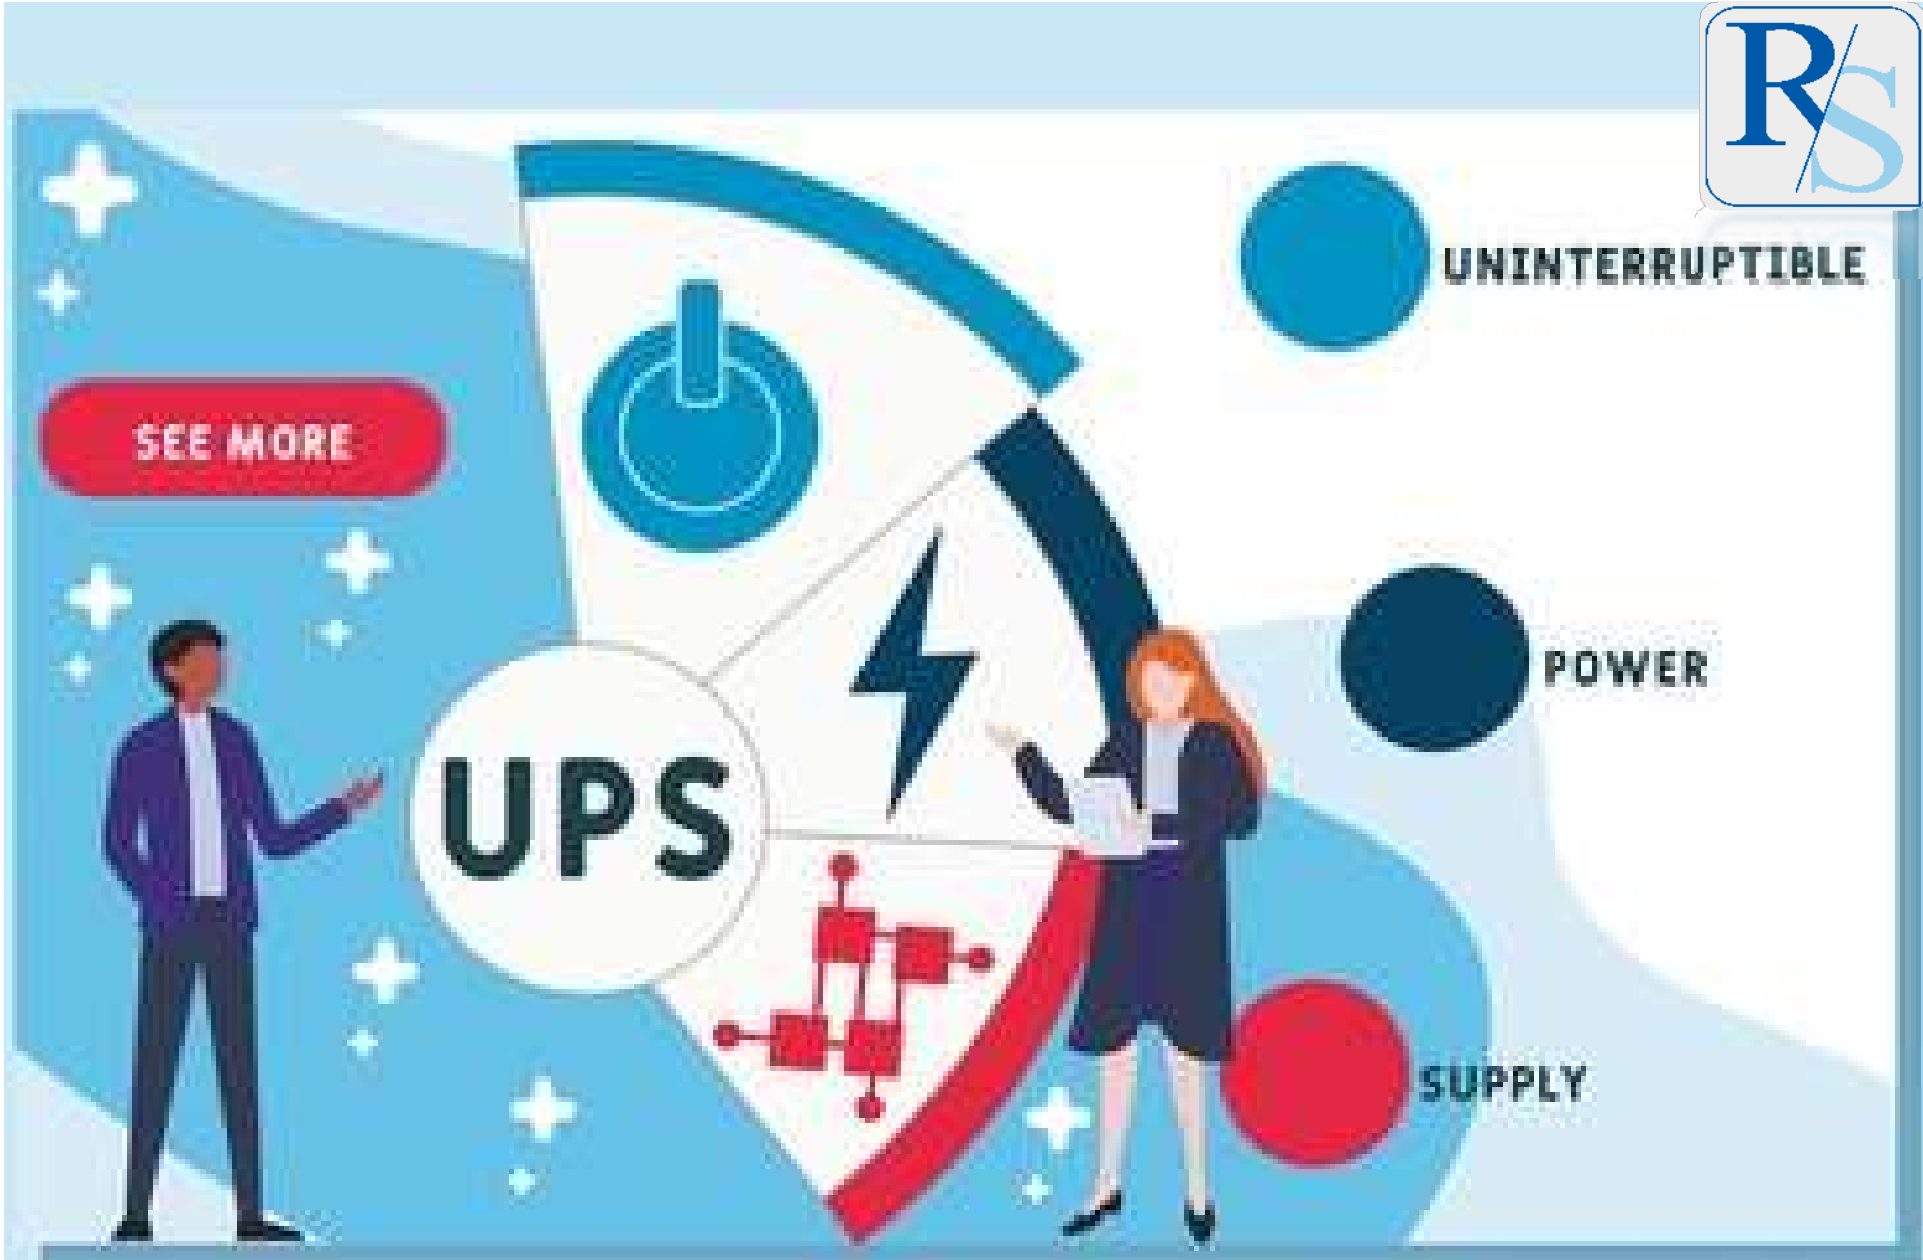 R/S
UNINTERRUPTIBLE
SEE MORE
POWER
UPS
SUPPLY